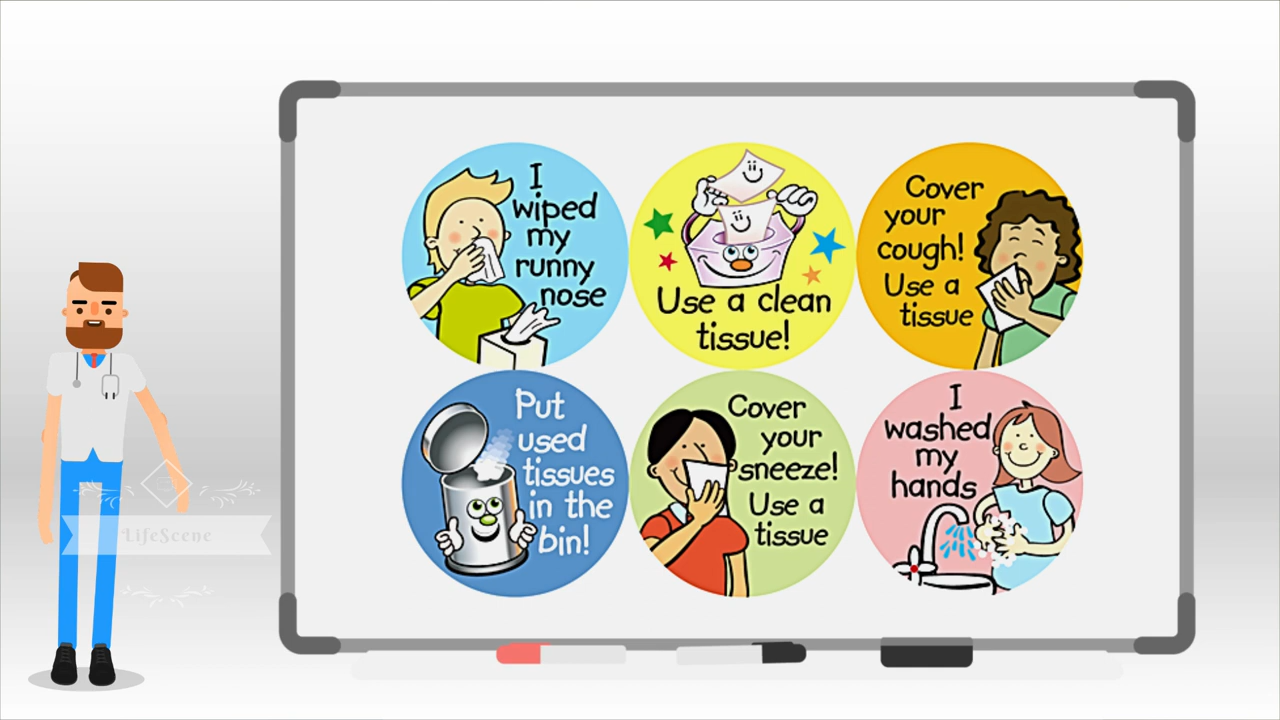 I
wiped
my
runny
nose
Use a clean
tissue!
Cover
your
cough!
Use a
tissue
Put
used
tissues
in the
bin!
Cover
your
sneeze!
Use a
tissue
I
washed
my
hands
LifeScene